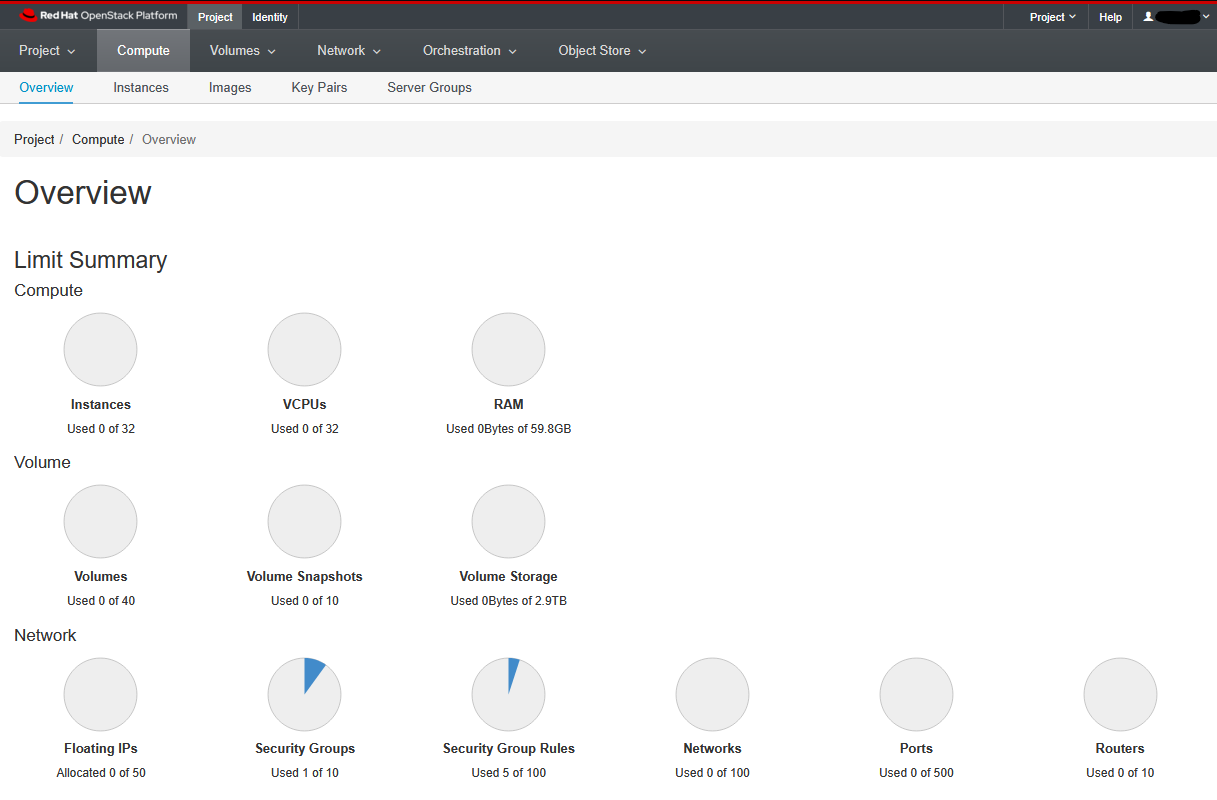 Red Hat OpenStack Platform Project Identity Project Help
Project Compute Volumes Network Orchestration Object Store
Overview Instances Images Key Pairs Server Groups
Project / Compute / Overview
Overview
Limit Summary
Compute
Instances VCPUs RAM
Used 0 of 32 Used 0 of 32 Used 0Bytes of 59.8GB
Volume
Volumes Volume Snapshots Volume Storage
Used 0 of 40 Used 0 of 10 Used 0Bytes of 2.9TB
Network
Floating IPs Security Groups Security Group Rules Networks Ports Routers
Allocated 0 of 50 Used 1 of 10 Used 5 of 100 Used 0 of 100 Used 0 of 500 Used 0 of 10